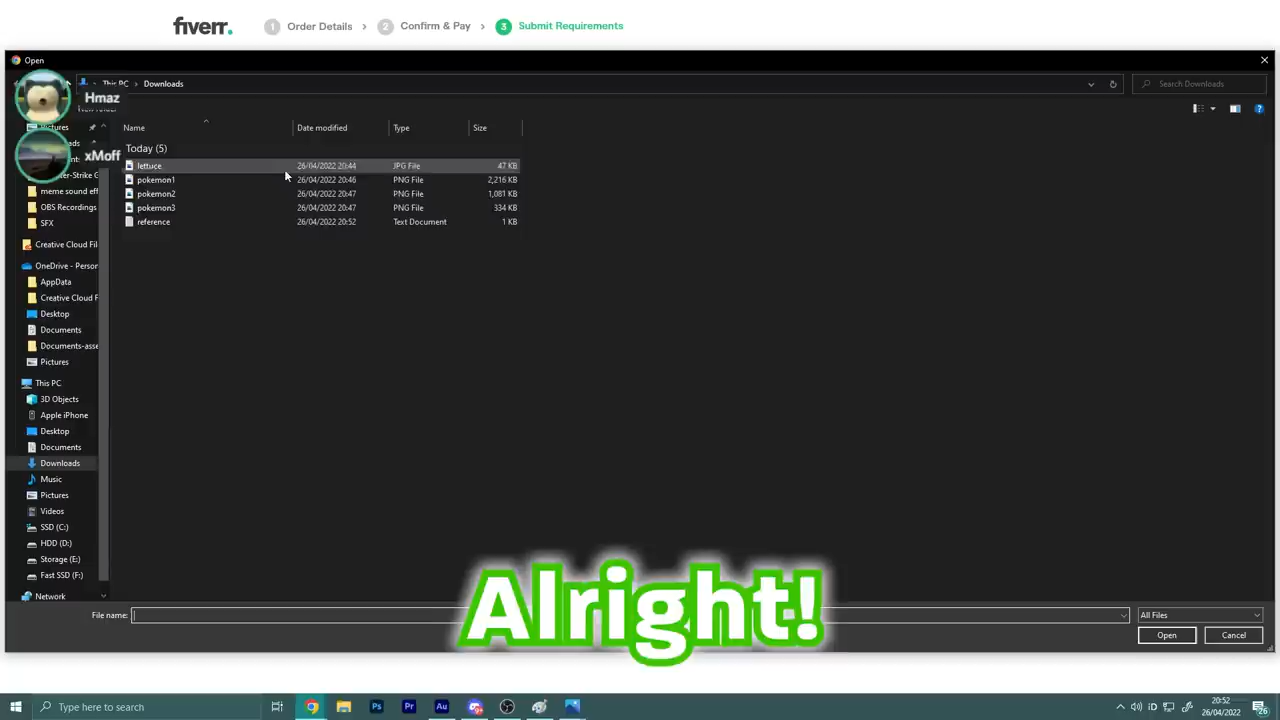 fiverr.
1 Order Details > 2 Confirm & Pay > 3 Submit Requirements
Open
This PC > Downloads
Search Downloads
Hmaz
Name Date modified Type Size
Pictures
Today (5)
xMoff
lettuce 26/04/2022 20:44 JPG File 47 KB
pokemon1 26/04/2022 20:46 PNG File 2,216 KB
meme sound eff
pokemon2 26/04/2022 20:47 PNG File 1,081 KB
OBS Recordings
pokemon3 26/04/2022 20:47 PNG File 334 KB
SFX
reference 26/04/2022 20:52 Text Document 1 KB
Creative Cloud Fil
OneDrive - Person
AppData
Creative Cloud F
Desktop
Documents
Documents-asse
Pictures
This PC
3D Objects
Apple iPhone
Desktop
Documents
Downloads
Music
Pictures
Videos
SSD (C:)
HDD (D:)
Storage (E:)
Fast SSD (F:)
Network
Alright!
File name:
All Files
Open Cancel
Type here to search
Ps Pr Au
20:52
26/04/2022
26